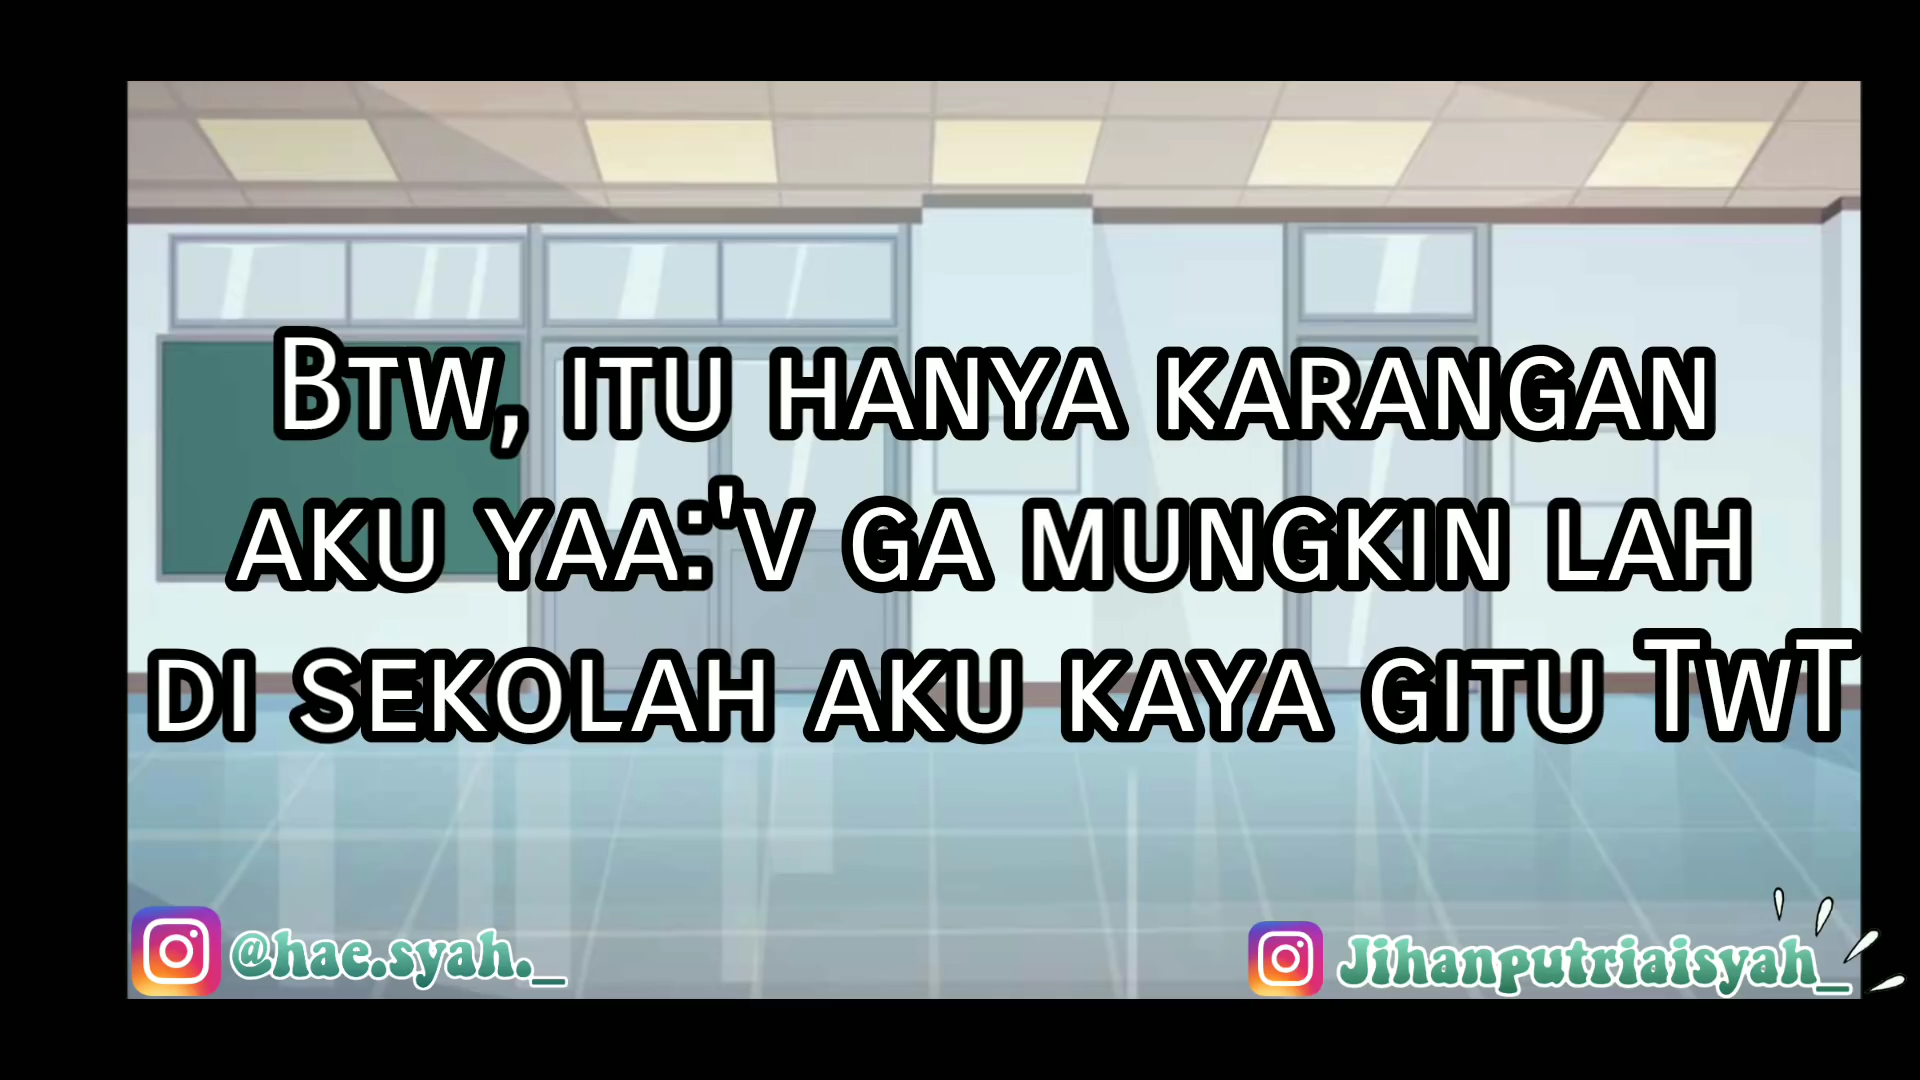 Btw, itu hanya karangan
aku yaa:'v ga mungkin lah
di sekolah aku kaya gitu TwT
@hae.syah._
Jihanputriaisyah_